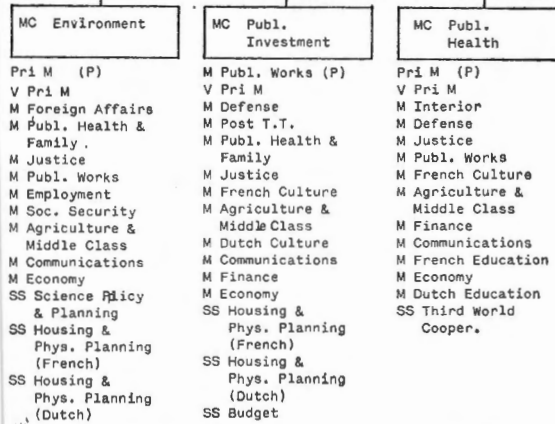 MC Environment
Pri M (P)
V Pri M
M Foreign Affairs
M Publ. Health &
Family.
M Justice
M Publ. Works
M Employment
M Soc. Security
M Agriculture &
Middle Class
M Communications
M Economy
SS Science Policy
& Planning
SS Housing &
Phys. Planning
(French)
SS Housing &
Phys. Planning
(Dutch)
MC Publ.
Investment
M Publ. Works (P)
V Pri M
M Defense
M Post T.T.
M Publ. Health &
Family
M Justice
M French Culture
M Agriculture &
Middle Class
M Dutch Culture
M Communications
M Finance
M Economy
SS Housing &
Phys. Planning
(French)
SS Housing &
Phys. Planning
(Dutch)
SS Budget
MC Publ.
Health
Pri M (P)
V Pri M
M Interior
M Defense
M Justice
M Publ. Works
M French Culture
M Agriculture &
Middle Class
M Finance
M Communications
M French Education
M Economy
M Dutch Education
SS Third World
Cooper.